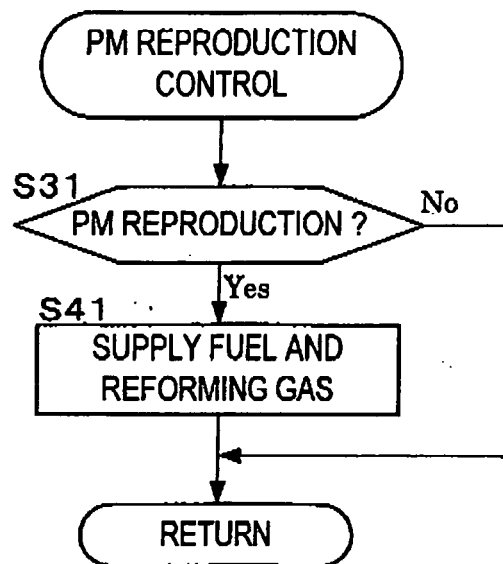 PM REPRODUCTION
CONTROL
S31
PM REPRODUCTION ?
No
Yes
S41
SUPPLY FUEL AND
REFORMING GAS
RETURN